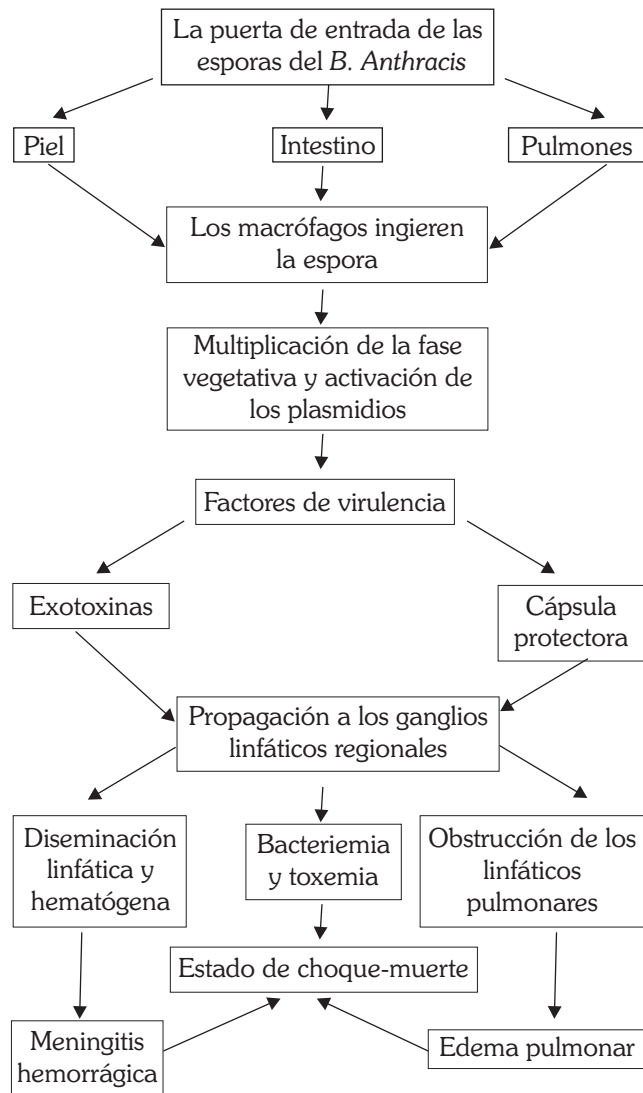 La puerta de entrada de las
esporas del B. Anthracis
Piel
Intestino
Pulmones
Los macrófagos ingieren
la espora
Multiplicación de la fase
vegetativa y activación de
los plasmidios
Factores de virulencia
Exotoxinas
Cápsula
protectora
Propagación a los ganglios
linfáticos regionales
Diseminación
linfática y
hematógena
Bacteriemia
y toxemia
Obstrucción de los
linfáticos
pulmonares
Estado de choque-muerte
Meningitis
hemorrágica
Edema pulmonar